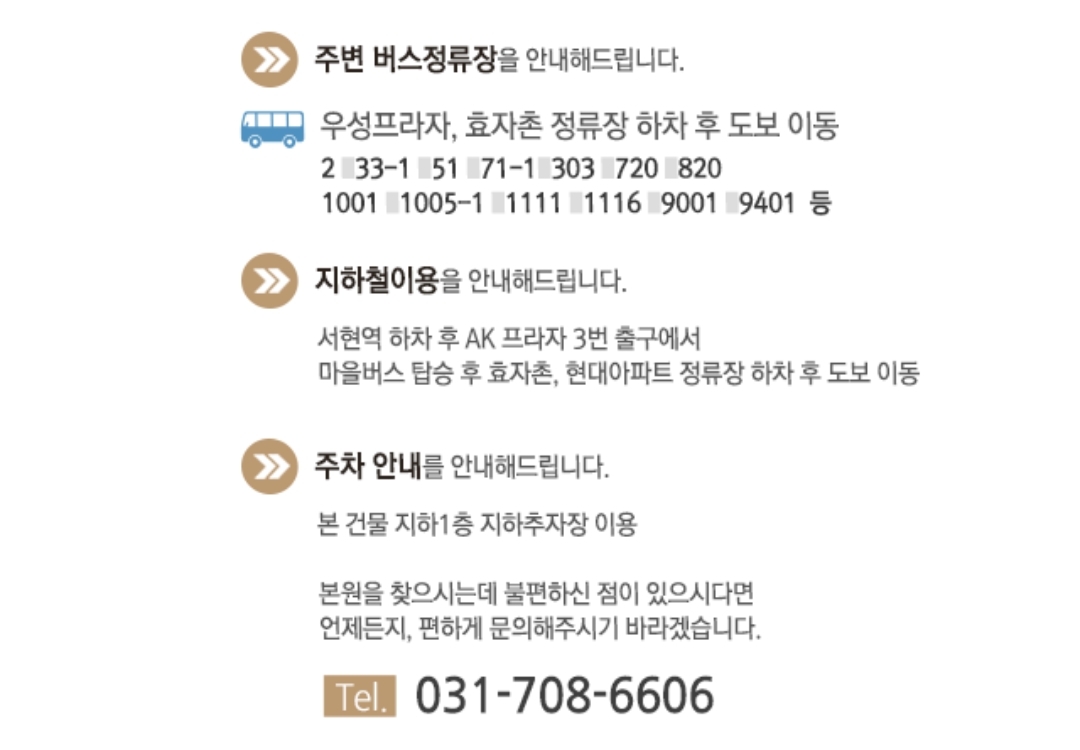 주변 버스정류장을 안내해드립니다.
우성프라자, 효자촌 정류장 하차 후 도보 이동
2 33-1 51 71-1 303 720 820
1001 1005-1 1111 1116 9001 9401 등
지하철이용을 안내해드립니다.
서현역 하차 후 AK 프라자 3번 출구에서
마을버스 탑승 후 효자촌, 현대아파트 정류장 하차 후 도보 이동
주차 안내를 안내해드립니다.
본 건물 지하1층 지하추자장 이용
본원을 찾으시는데 불편하신 점이 있으시다면
언제든지, 편하게 문의해주시기 바라겠습니다.
Tel. 031-708-6606